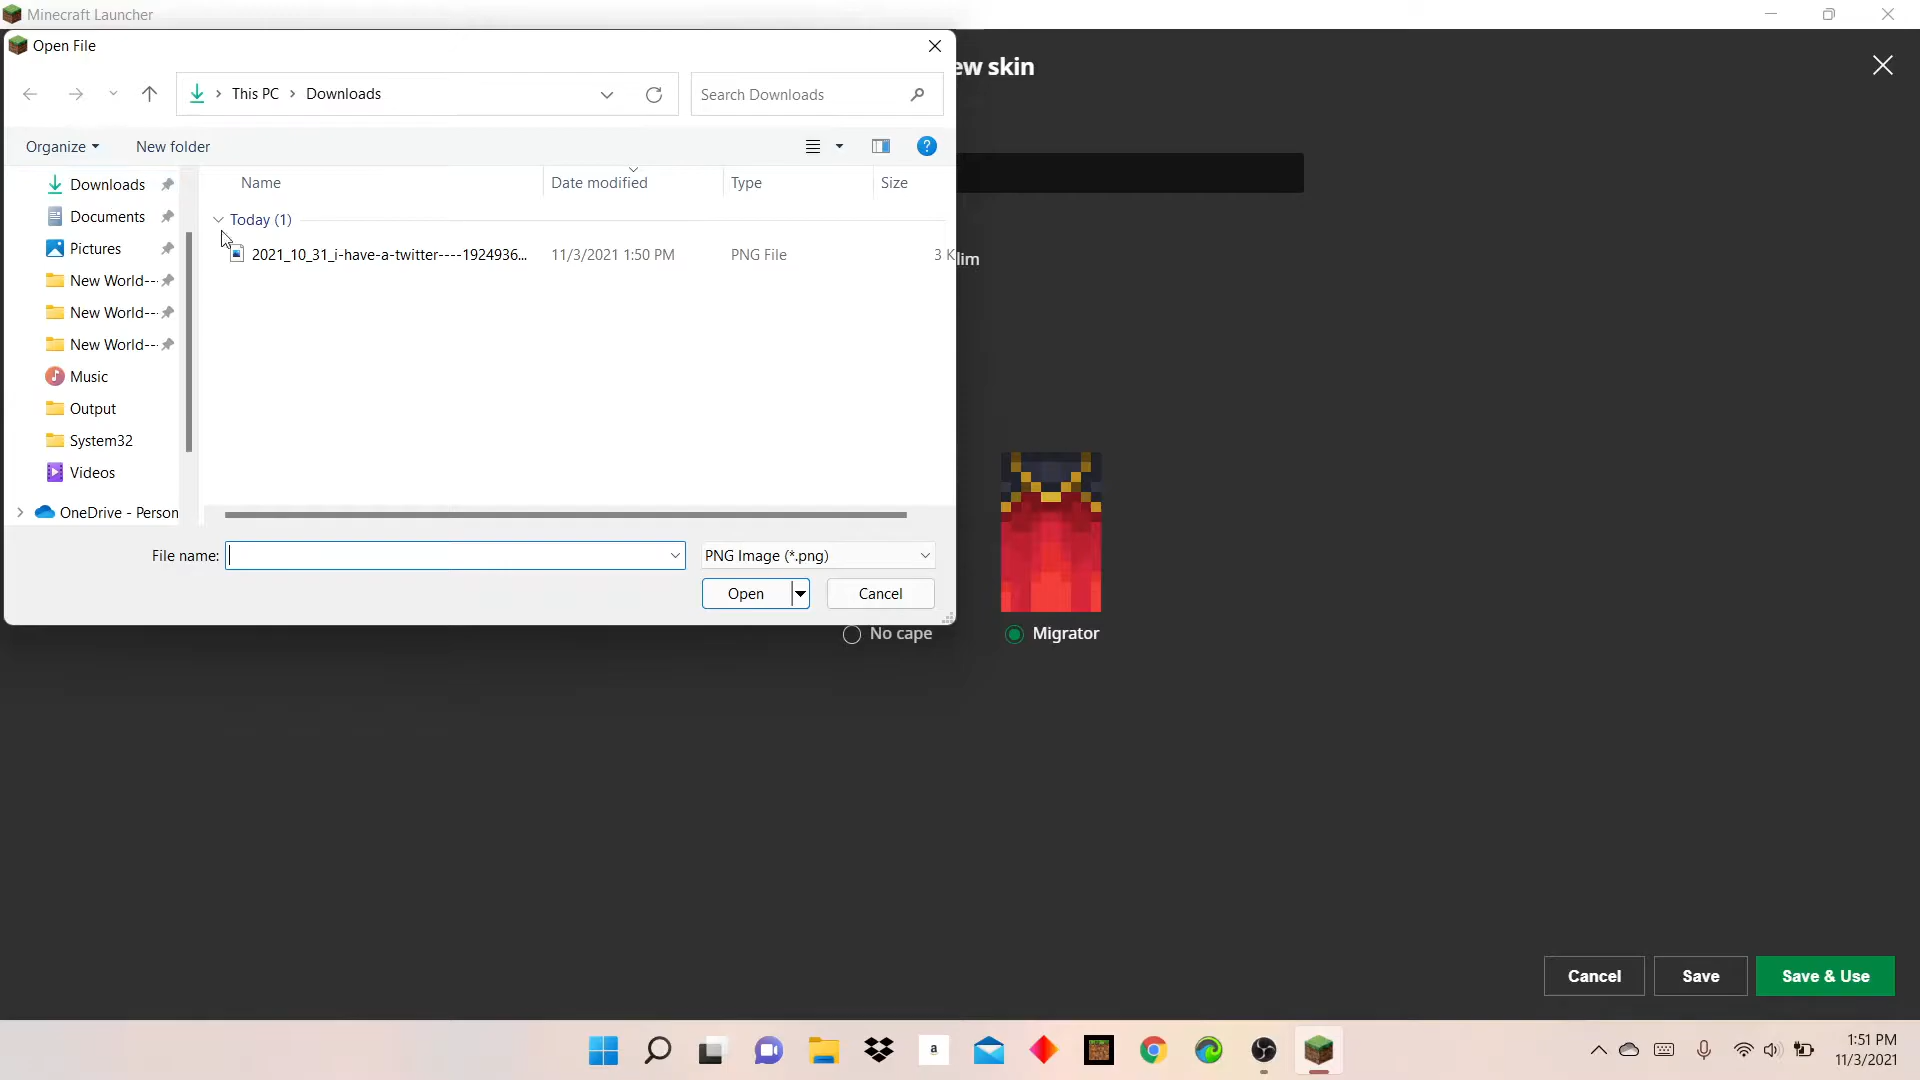 Minecraft Launcher
Open File
ew skin
This PC
Downloads
Search Downloads
Organize
New folder
Name
Date modified
Type
Size
Downloads
Documents
Pictures
New World--
New World--
New World--
Music
Output
System32
Videos
OneDrive - Person
Today (1)
2021_10_31_i-have-a-twitter----1924936...
11/3/2021 1:50 PM
PNG File
3 K
lim
File name:
PNG Image (*.png)
Open
Cancel
No cape
Migrator
Cancel
Save
Save & Use
a
1:51 PM
11/3/2021